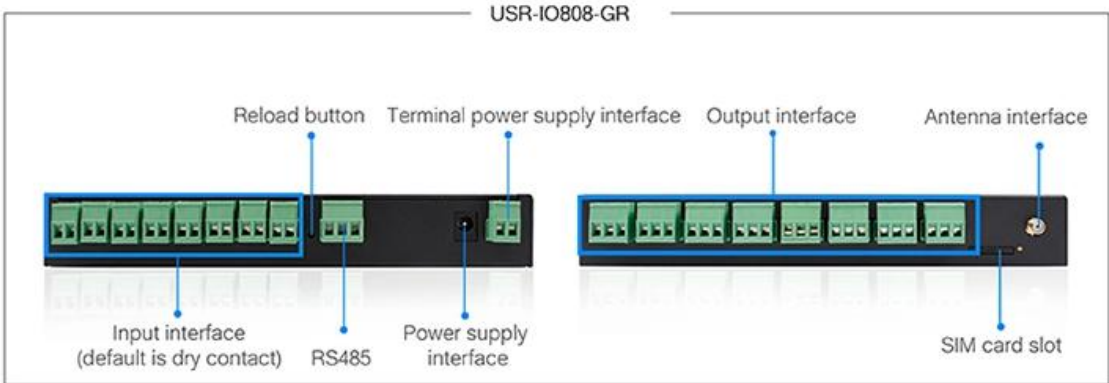 USR-IO808-GR
Reload button
Terminal power supply interface
Output interface
Antenna interface
Input interface
(default is dry contact)
RS485
Power supply
interface
SIM card slot